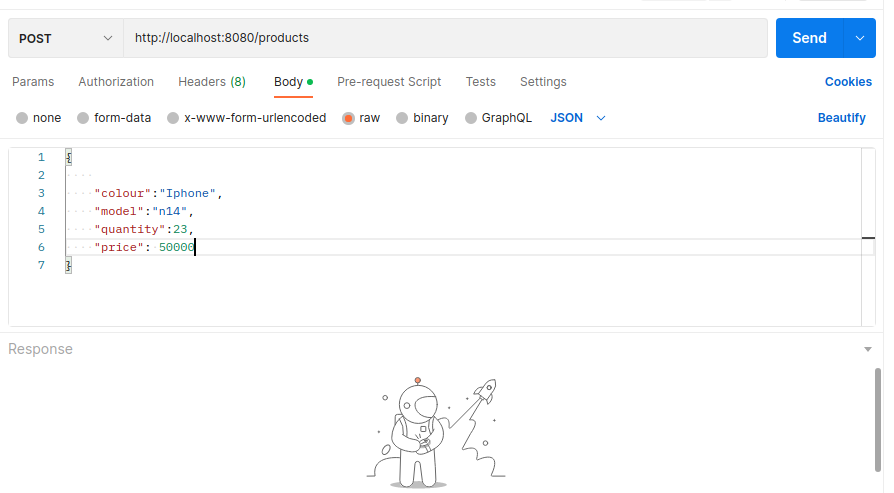 POST http://localhost:8080/products Send
Params Authorization Headers (8) Body Pre-request Script Tests Settings Cookies
none form-data x-www-form-urlencoded raw binary GraphQL JSON Beautify
1 {
2
3 "colour":"Iphone",
4 "model":"n14",
5 "quantity":23,
6 "price": 50000
7 }
Response